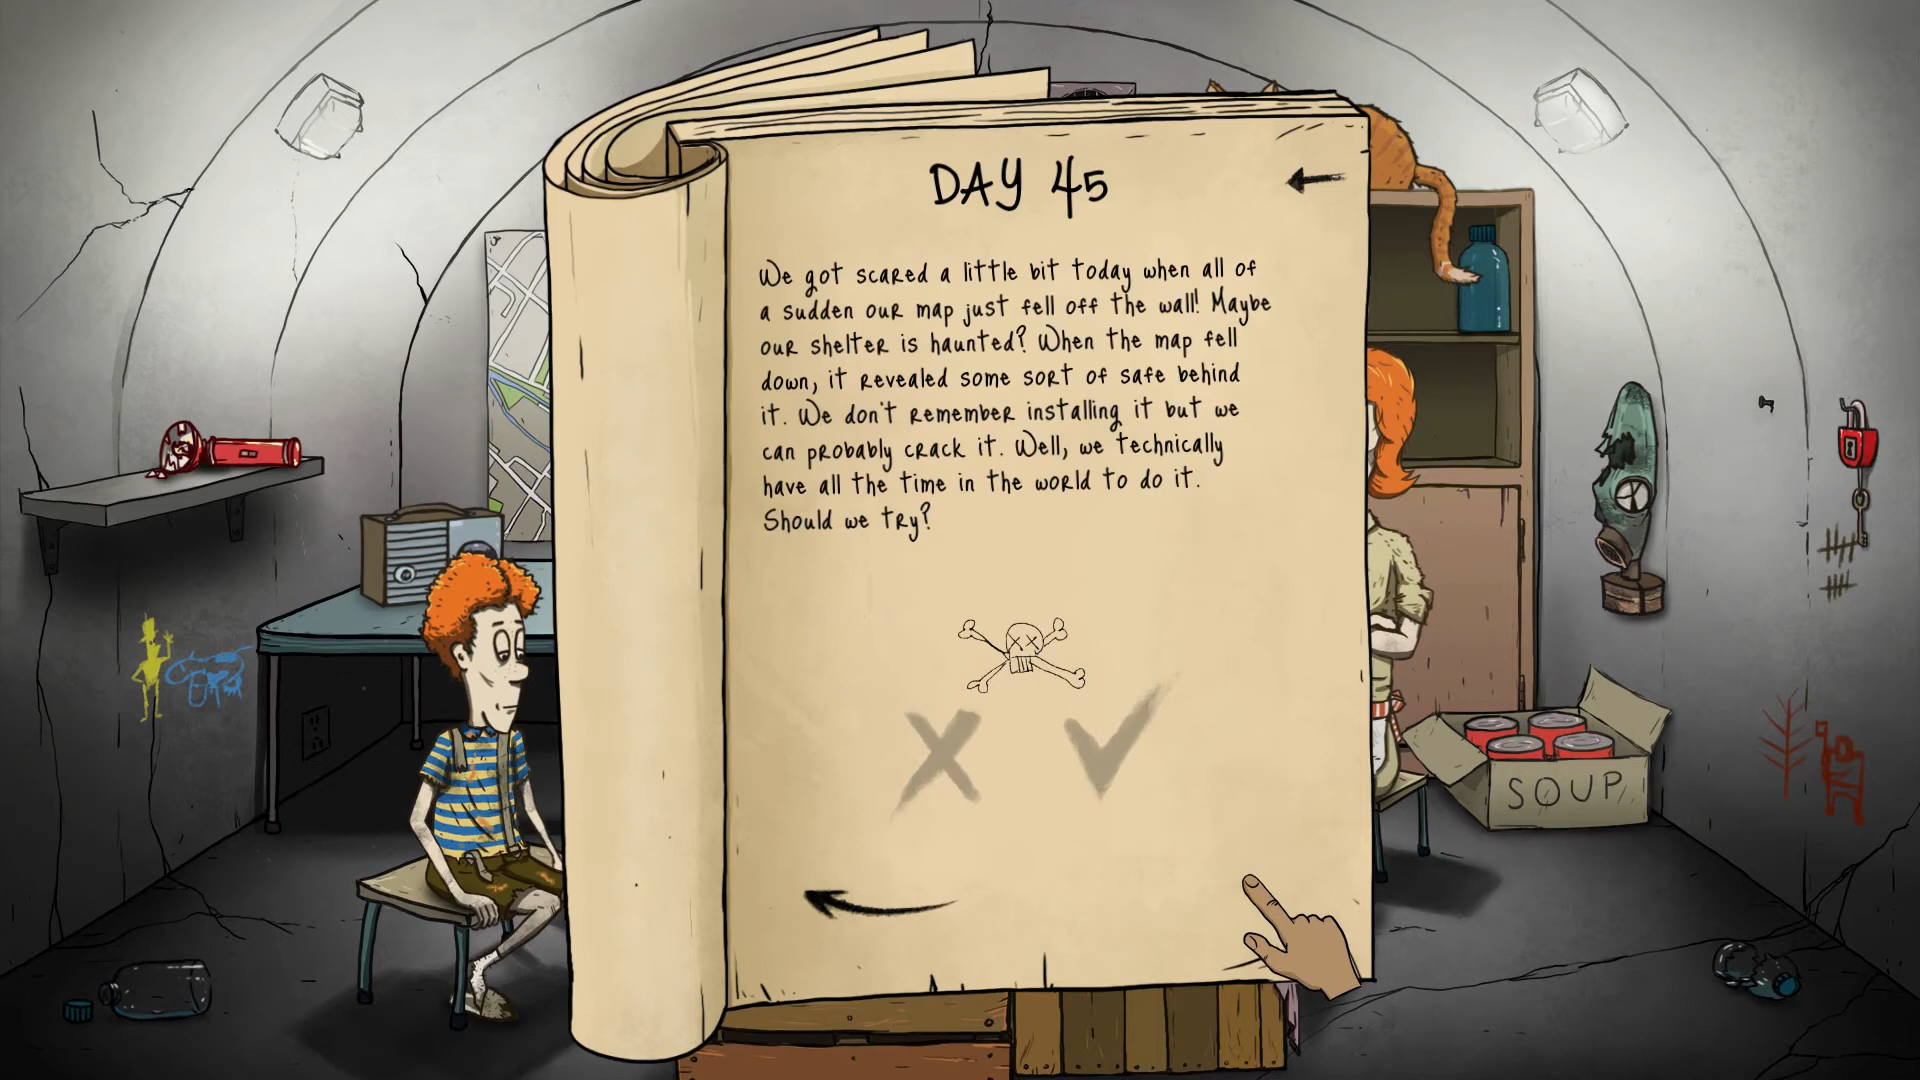 DAY 45
We got scared a little bit today when all of
a sudden our map just fell off the wall! Maybe
our shelter is haunted? When the map fell
down, it revealed some sort of safe behind
it. We don't remember installing it but we
can probably crack it. Well, we technically
have all the time in the world to do it.
Should we try?
SOUP